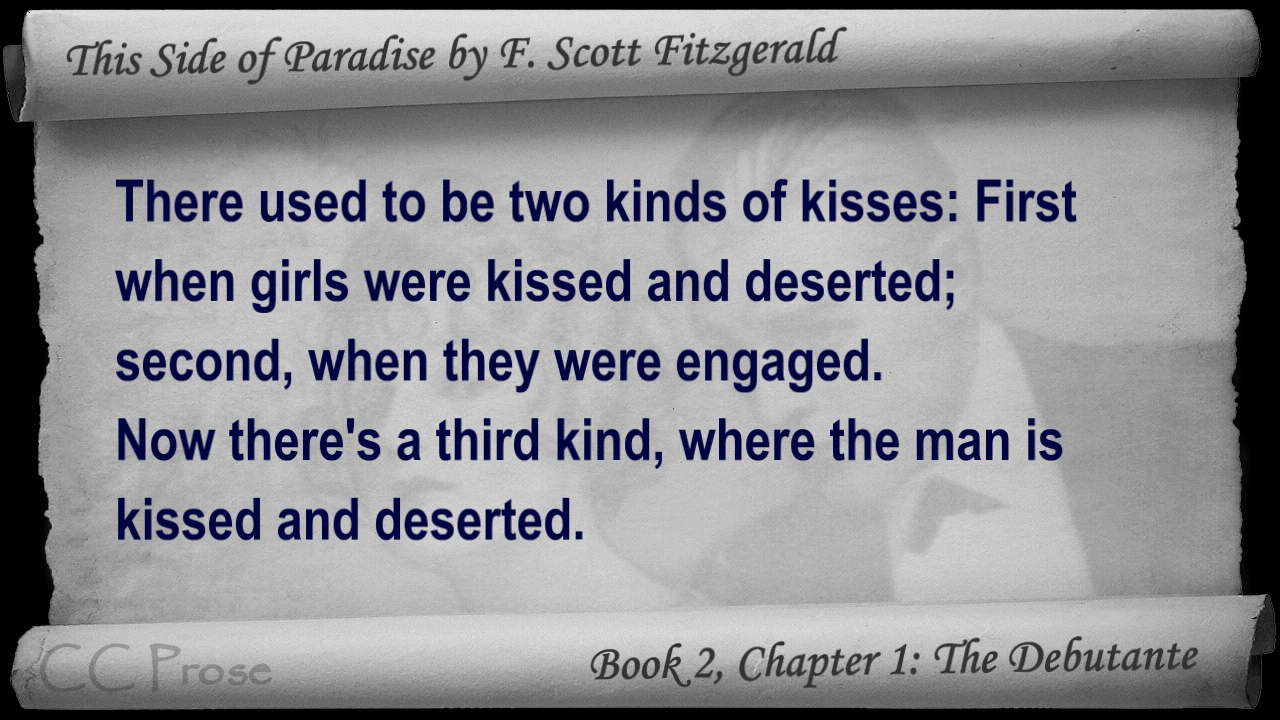 This Side of Paradise by F. Scott Fitzgerald
There used to be two kinds of kisses: First
when girls were kissed and deserted;
second, when they were engaged.
Now there's a third kind, where the man is
kissed and deserted.
CC Prose
Book 2, Chapter 1: The Debutante